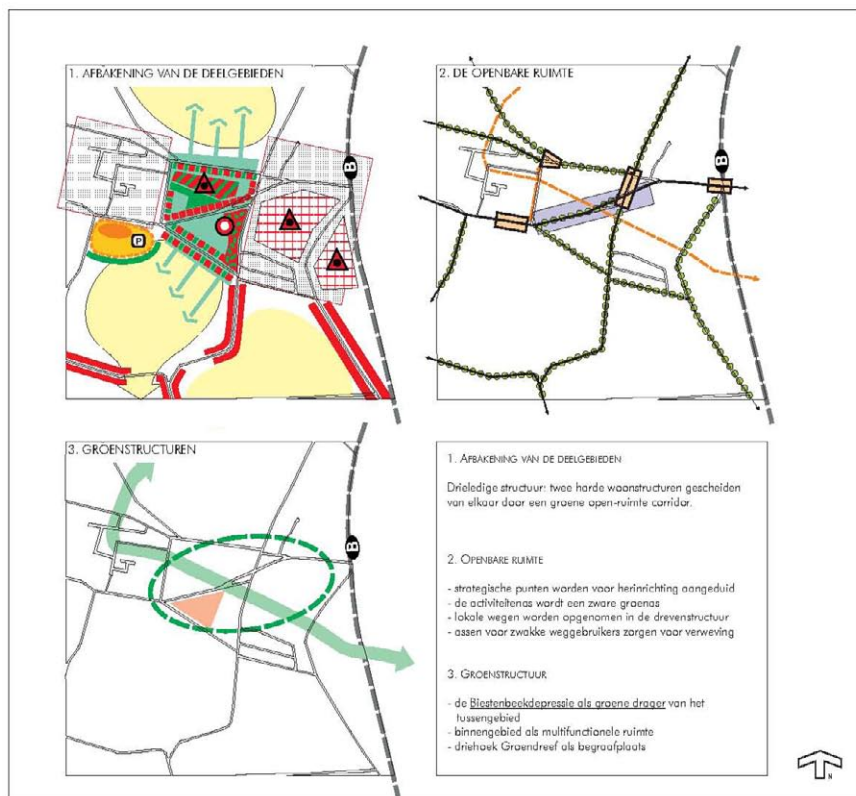 1. AFBAKENING VAN DE DEELGEBIEDEN
2. DE OPENBARE RUIMTE
B
P
B
3. GROENSTRUCTUREN
B
1. AFBAKENING VAN DE DEELGEBIEDEN
Drieledige structuur: twee harde woonstructuren gescheiden
van elkaar door een groene open-ruimte corridor.
2. OPENBARE RUIMTE
- strategische punten worden voor herinrichting aangeduid
- de activiteitenas wordt een zware groenas
- lokale wegen worden opgenomen in de drevenstructuur
- assen voor zwakke weggebruikers zorgen voor verweving
3. GROENSTRUCTUUR
- de Biestenbeekdepressie als groene drager van het
tussengebied
- binnengebied als multifunctionele ruimte
- driehoek Groendreef als begraafplaats
N